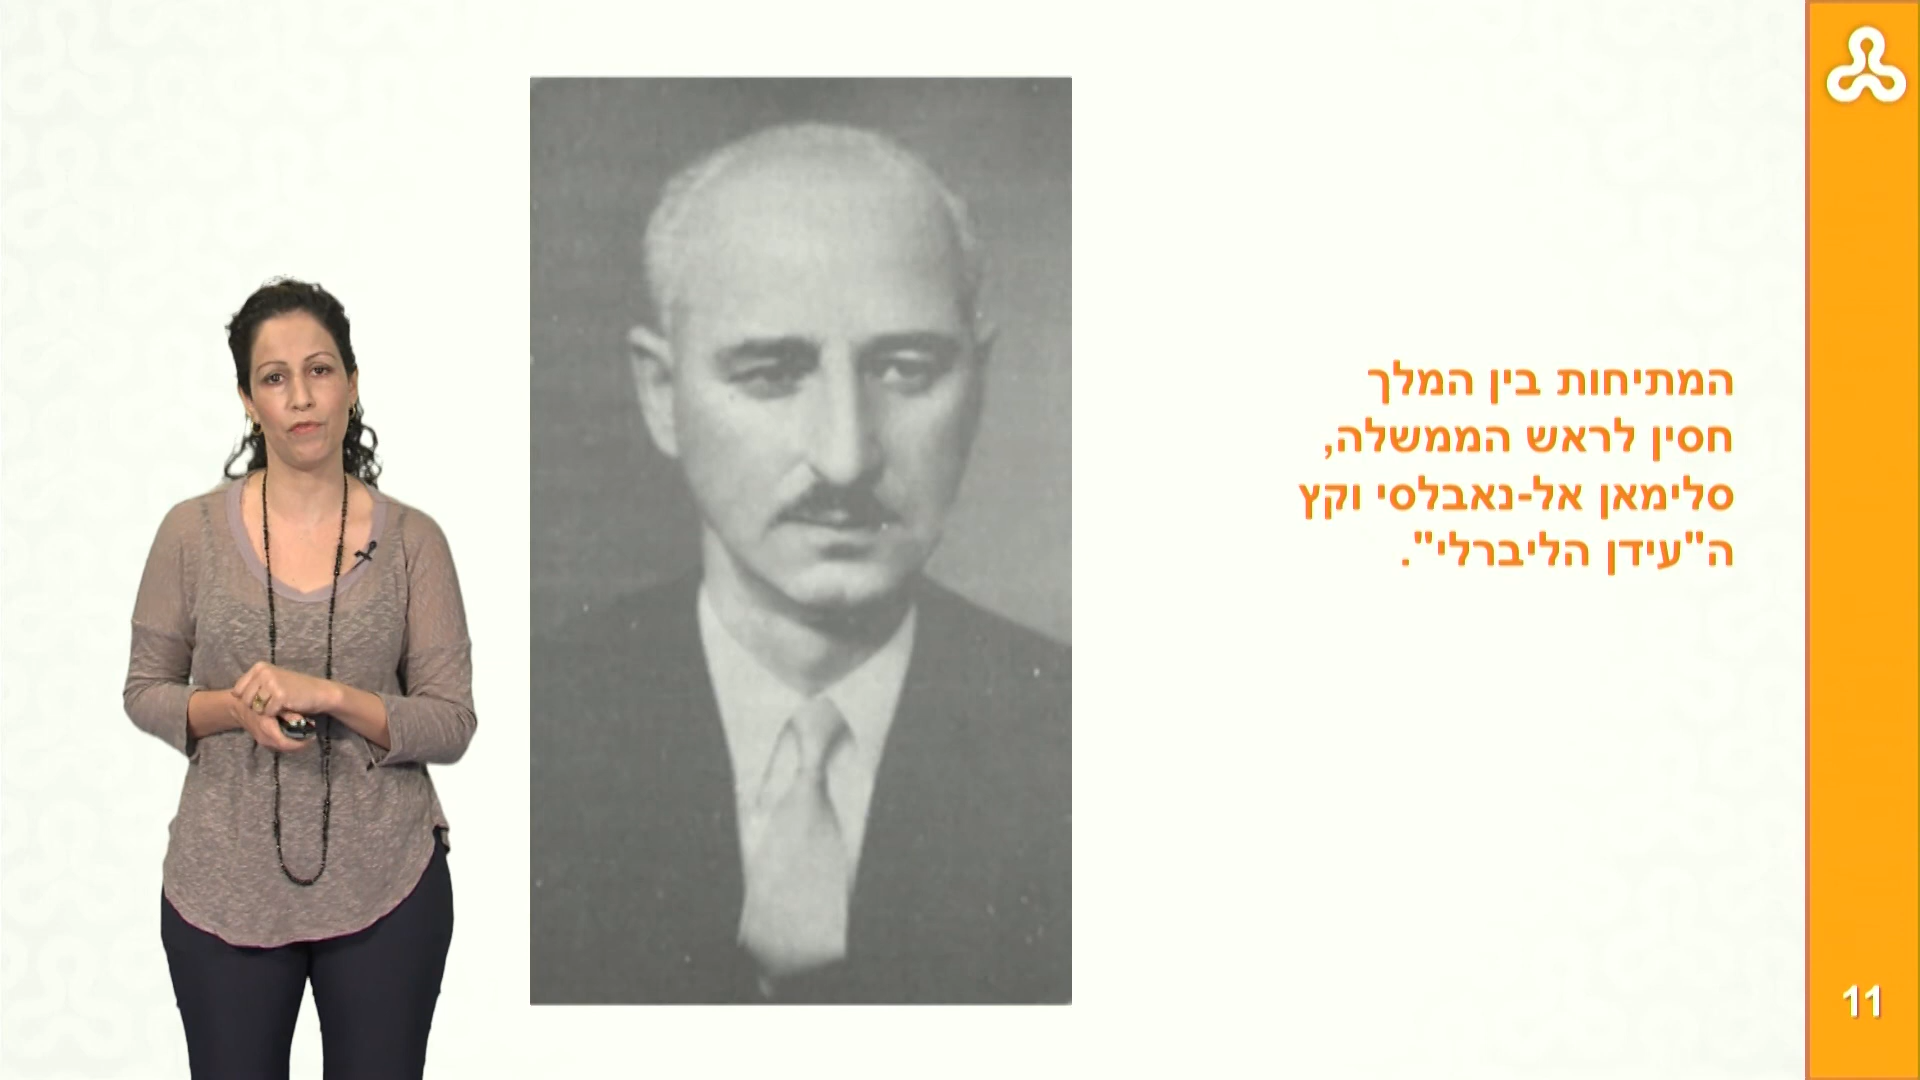 המתיחות בין המלך
חסין לראש הממשלה,
סלימאן אל-נאבלסי וקץ
ה"עידן הליברלי".
11